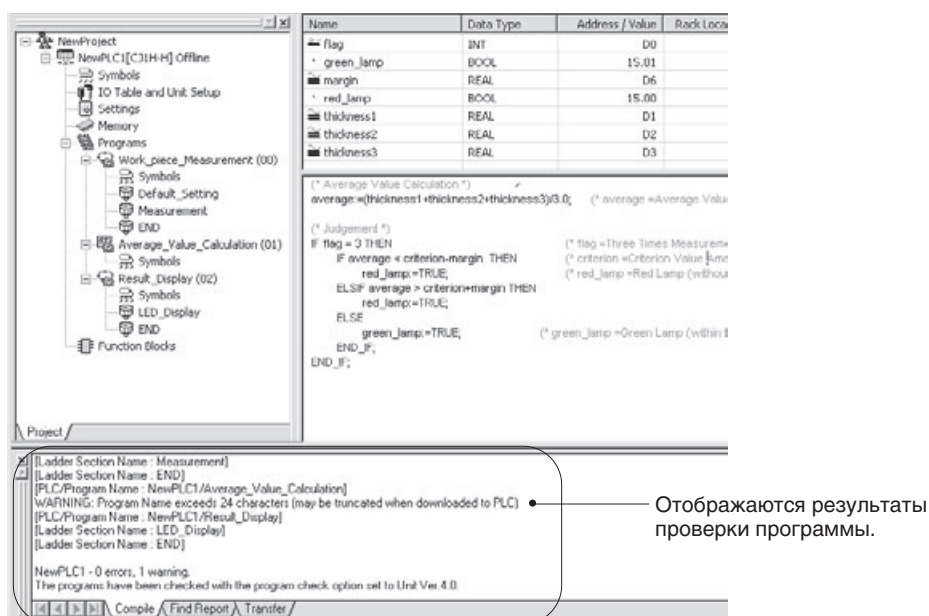 NewProject
NewPLC1[CJ1H-H] Offline
Symbols
IO Table and Unit Setup
Settings
Memory
Programs
Work_piece_Measurement (00)
Symbols
Default_Setting
Measurement
END
Average_Value_Calculation (01)
Symbols
Result_Display (02)
Symbols
LED_Display
END
Function Blocks
Project
Name Data Type Address / Value Rack Loca
flag INT D0
green_lamp BOOL 15.01
margin REAL D6
red_lamp BOOL 15.00
thickness1 REAL D1
thickness2 REAL D2
thickness3 REAL D3
(* Average Value Calculation *)
average:=(thickness1+thickness2+thickness3)/3.0; (* average =Average Valu
(* Judgement *)
IF flag = 3 THEN (* flag =Three Times Measureme
IF average < criterion-margin THEN (* criterion =Criterion Value
red_lamp:=TRUE; (* red_lamp =Red Lamp (withou
ELSIF average > criterion+margin THEN
red_lamp:=TRUE;
ELSE
green_lamp:=TRUE; (* green_lamp =Green Lamp (within
END_IF;
END_IF;
[Ladder Section Name : Measurement]
[Ladder Section Name : END]
[PLC/Program Name : NewPLC1/Average_Value_Calculation]
WARNING: Program Name exceeds 24 characters (may be truncated when downloaded to PLC)
[PLC/Program Name : NewPLC1/Result_Display]
[Ladder Section Name : LED_Display]
[Ladder Section Name : END]
NewPLC1 - 0 errors, 1 warning.
The programs have been checked with the program check option set to Unit Ver.4.0.
Compile Find Report Transfer
Отображаются результаты
проверки программы.